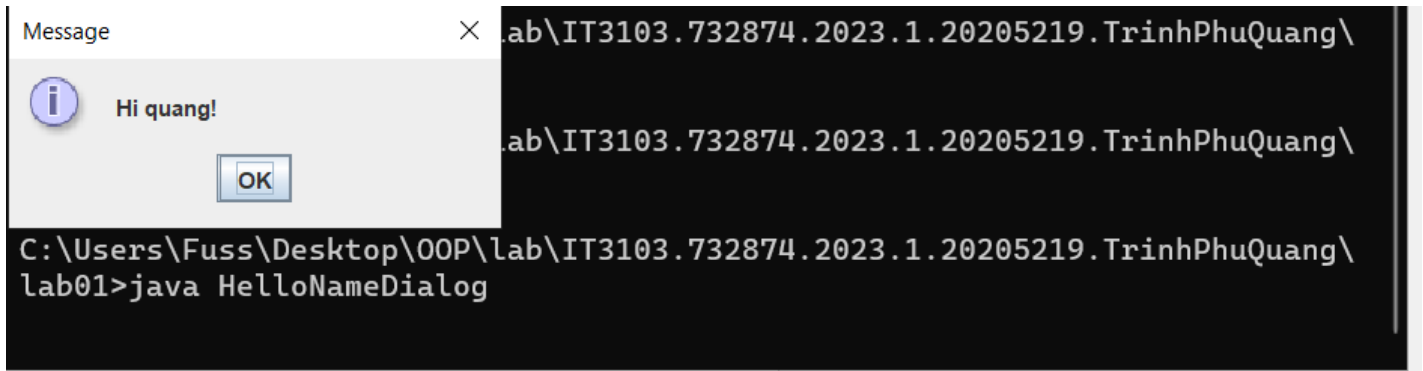 Message
Hi quang!
OK
lab\IT3103.732874.2023.1.20205219.TrinhPhuQuang\
ab\IT3103.732874.2023.1.20205219.TrinhPhuQuang\
C:\Users\Fuss\Desktop\OOP\lab\IT3103.732874.2023.1.20205219.TrinhPhuQuang\
lab01>java HelloNameDialog